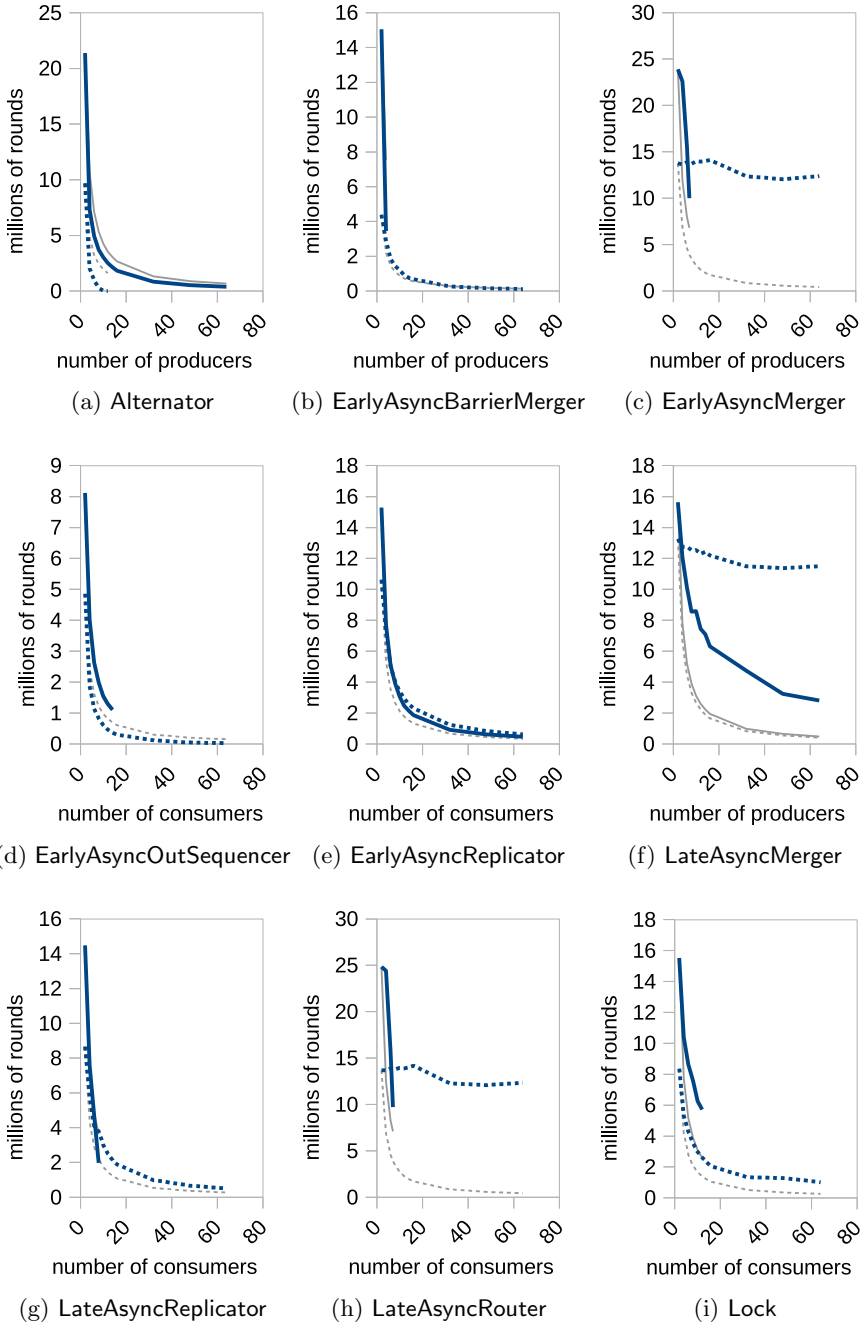 25
20
15
10
5
0
millions of rounds
0 20 40 60 80
number of producers
(a) Alternator
16
14
12
10
8
6
4
2
0
millions of rounds
0 20 40 60 80
number of producers
(b) EarlyAsyncBarrierMerger
30
25
20
15
10
5
0
millions of rounds
0 20 40 60 80
number of producers
(c) EarlyAsyncMerger
9
8
7
6
5
4
3
2
1
0
millions of rounds
0 20 40 60 80
number of consumers
d) EarlyAsyncOutSequencer
18
16
14
12
10
8
6
4
2
0
millions of rounds
0 20 40 60 80
number of consumers
(e) EarlyAsyncReplicator
18
16
14
12
10
8
6
4
2
0
millions of rounds
0 20 40 60 80
number of producers
(f) LateAsyncMerger
16
14
12
10
8
6
4
2
0
millions of rounds
0 20 40 60 80
number of consumers
(g) LateAsyncReplicator
30
25
20
15
10
5
0
millions of rounds
0 20 40 60 80
number of consumers
(h) LateAsyncRouter
18
16
14
12
10
8
6
4
2
0
millions of rounds
0 20 40 60 80
number of consumers
(i) Lock